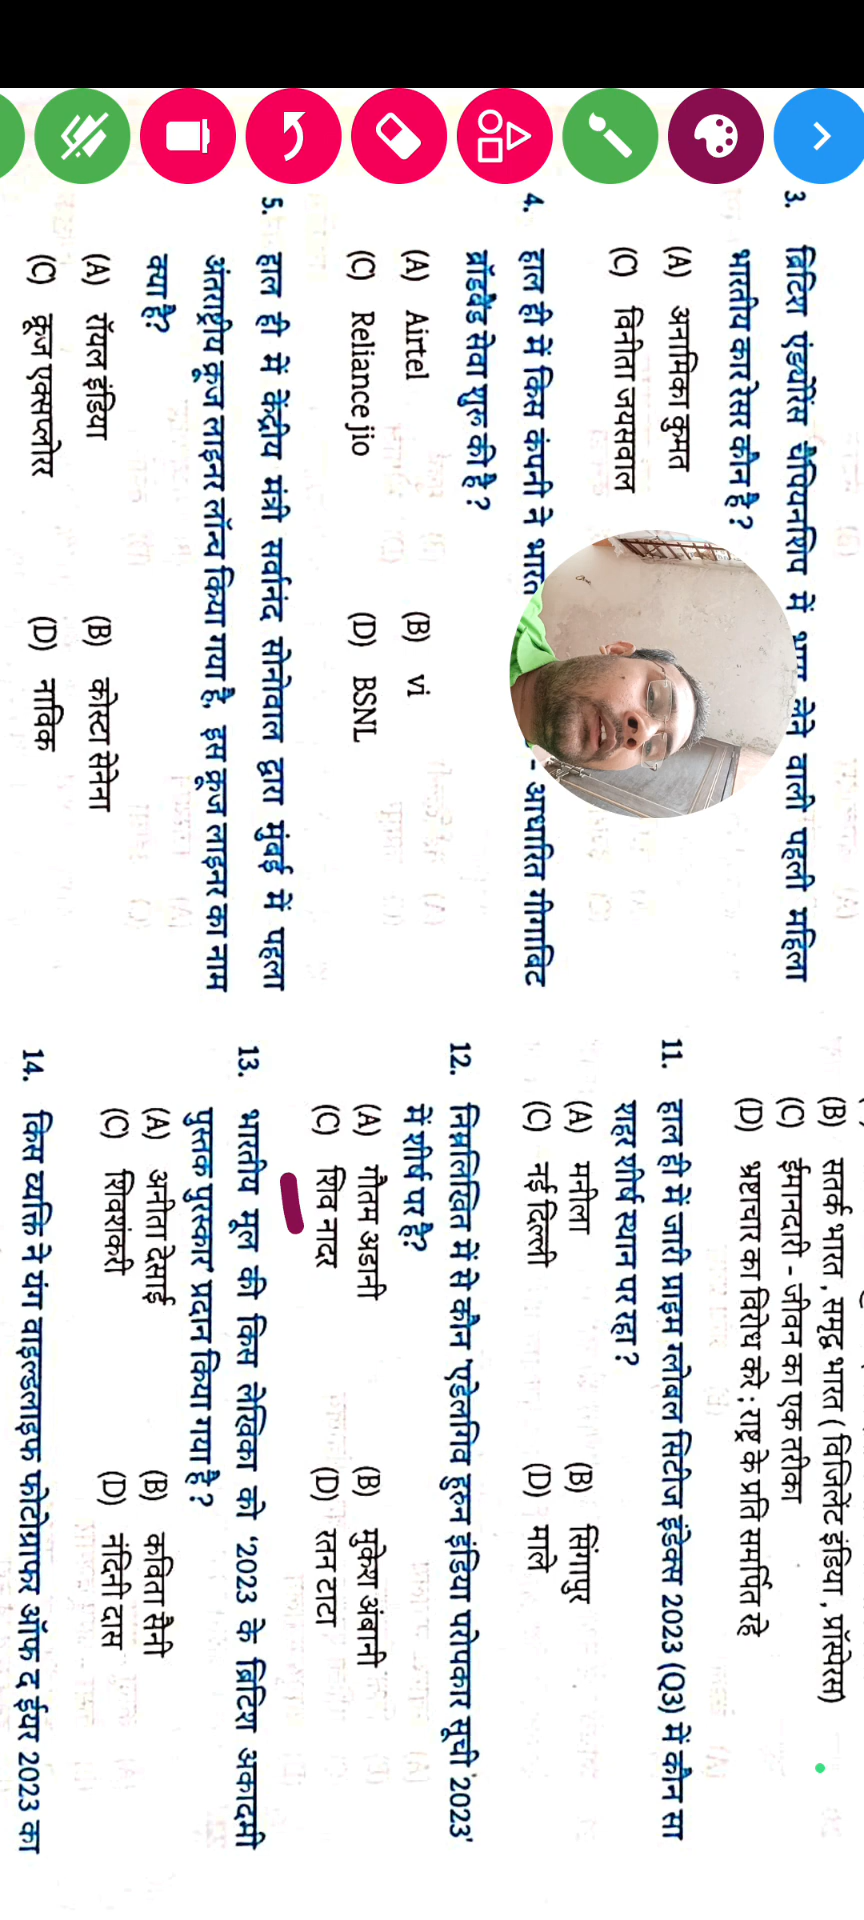 3. ब्रिटिश एंड्योरेंस चैंपियनशिप में भाग लेने वाली पहली महिला
भारतीय कार रेसर कौन है ?
(A) अनामिका कुमत
(C) विनीता जयसवाल
4. हाल ही में किस कंपनी ने भारत - आधारित गीगाबिट
ब्रॉडबैंड सेवा शुरू की है ?
(A) Airtel (B) vi
(C) Reliance jio (D) BSNL
5. हाल ही में केंद्रीय मंत्री सर्वानंद सोनोवाल द्वारा मुंबई में पहला
अंतराष्ट्रीय क्रूज लाइनर लॉन्च किया गया है, इस क्रूज लाइनर का नाम
क्या है?
(A) रॉयल इंडिया (B) कोस्टा सेरेना
(C) क्रूज एक्सप्लोरर (D) नाविक
(B) सतर्क भारत , समृद्ध भारत ( विजिलेंट इंडिया , प्रॉस्पेरस)
(C) ईमानदारी - जीवन का एक तरीका
(D) भ्रष्टाचार का विरोध करे ; राष्ट्र के प्रति समर्पित रहे
11. हाल ही में जारी प्राइम ग्लोबल सिटीज इंडेक्स 2023 (Q3) में कौन सा
शहर शीर्ष स्थान पर रहा ?
(A) मनीला (B) सिंगापुर
(C) नई दिल्ली (D) माले
12. निम्नलिखित में से कौन 'एडेलगिव हुरुन इंडिया परोपकार सूची 2023'
में शीर्ष पर है?
(A) गौतम अडानी (B) मुकेश अंबानी
(C) शिव नादर (D) रतन टाटा
13. भारतीय मूल की किस लेखिका को '2023 के ब्रिटिश अकादमी
पुस्तक पुरस्कार' प्रदान किया गया है ?
(A) अनीता देसाई (B) कविता सैनी
(C) शिवशंकरी (D) नंदिनी दास
14. किस व्यक्ति ने यंग वाइल्डलाइफ फोटोग्राफर ऑफ द ईयर 2023 का